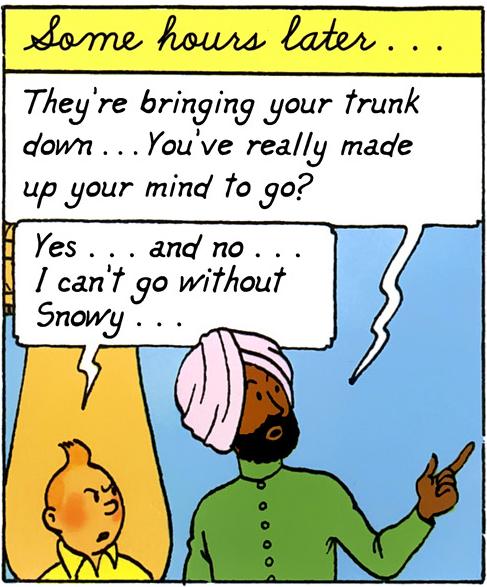 Some hours later . . .
They're bringing your trunk
down . . . You've really made
up your mind to go?
Yes . . . and no . . .
I can't go without
Snowy . . .